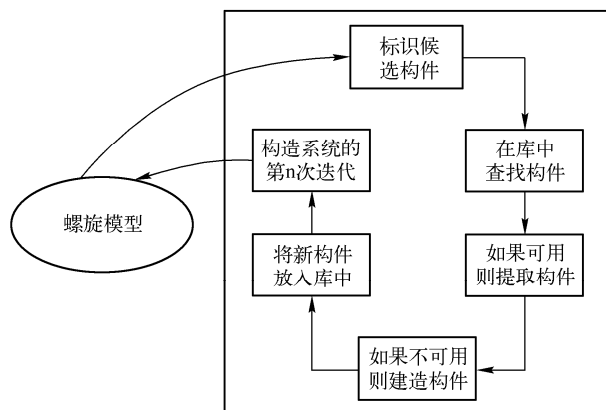 标识候
选构件
在库中
查找构件
如果可用
则提取构件
如果不可用
则建造构件
将新构件
放入库中
构造系统的
第n次迭代
螺旋模型